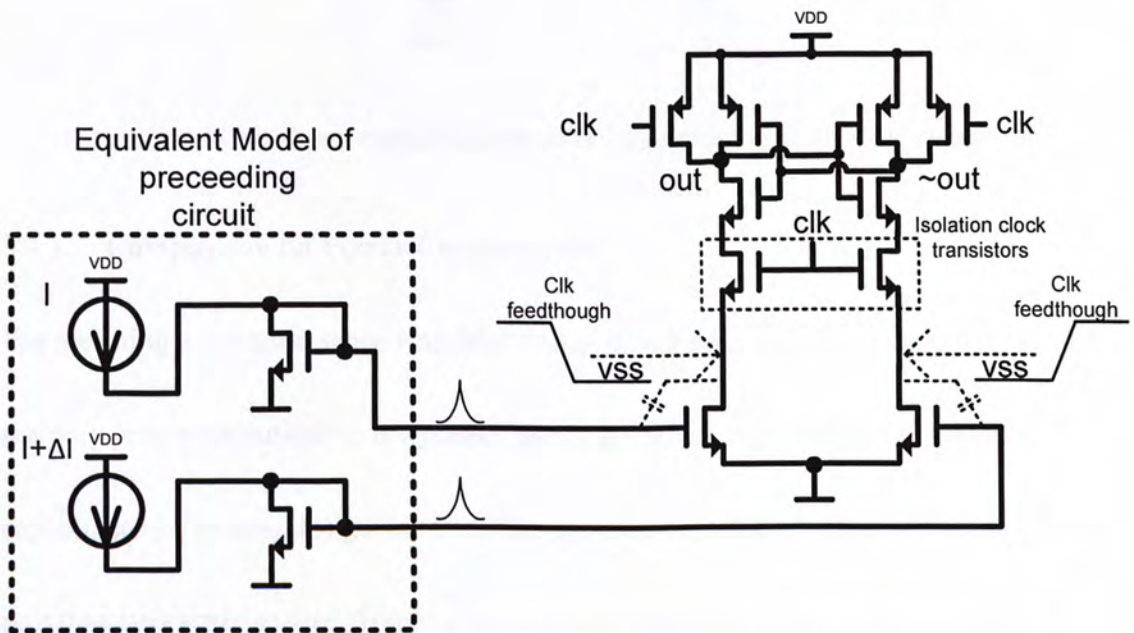 VDD
clk
clk
Equivalent Model of
preceeding
circuit
out
~out
clk
Isolation clock
transistors
VDD
I
Clk
feedthough
Clk
feedthough
VSS
VSS
I+ΔI
VDD